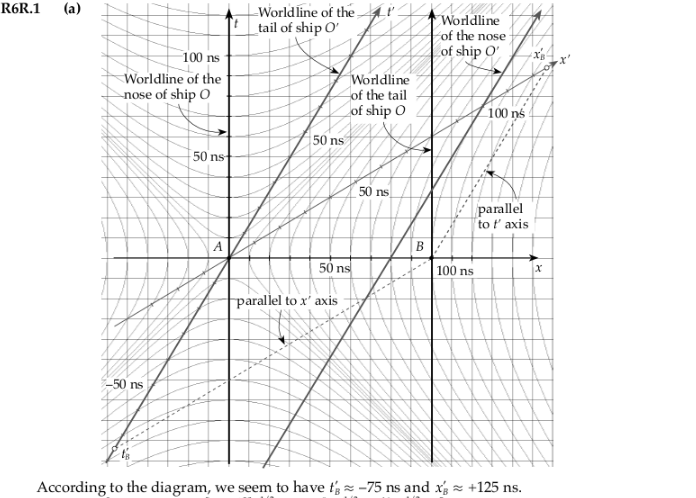 R6R.1 (a)
Worldline of the
tail of ship O′
t′
t
Worldline
of the nose
of ship O′
x′B
x′
100 ns
Worldline of the
nose of ship O
Worldline
of the tail
of ship O
100 ns
50 ns
50 ns
50 ns
parallel
to t′ axis
A
B
50 ns
100 ns
x
parallel to x′ axis
–50 ns
t′B
According to the diagram, we seem to have t′B ≈ –75 ns and x′B ≈ +125 ns.